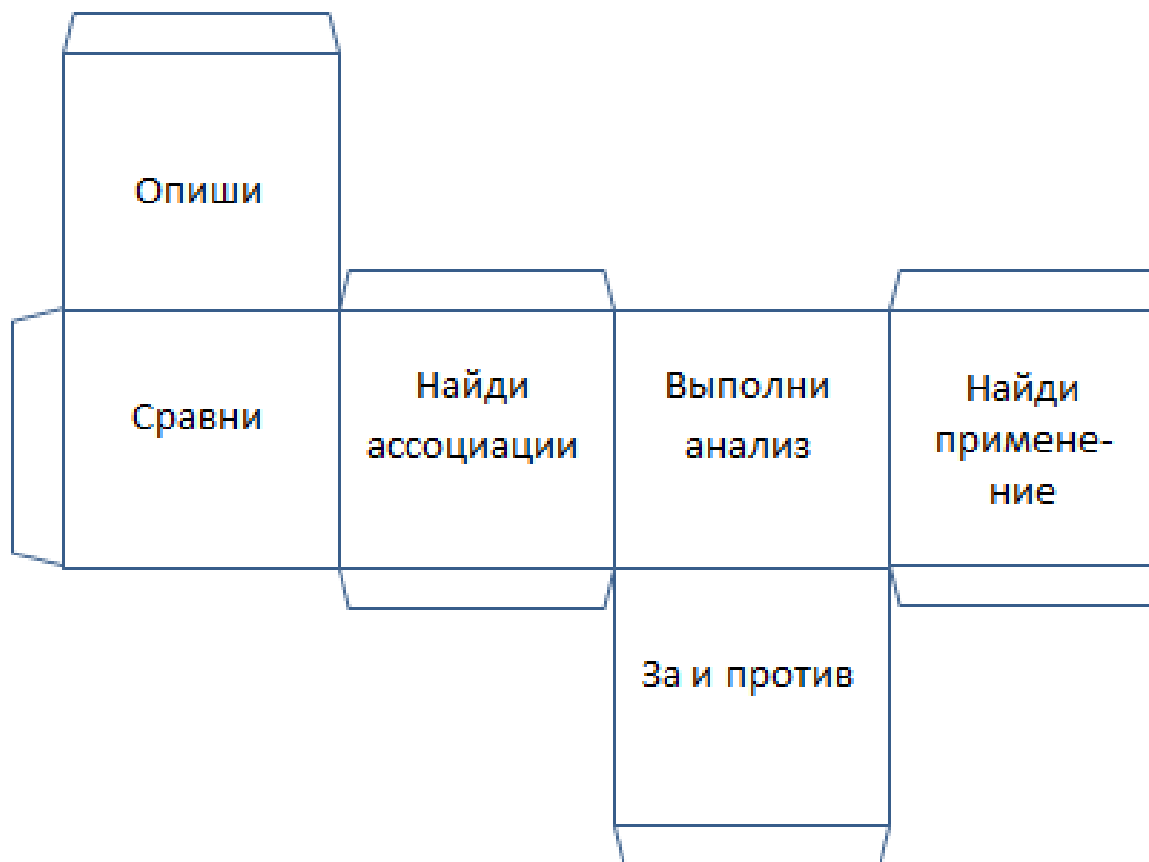 Опиши
Сравни
Найди
ассоциации
Выполни
анализ
Найди
примене-
ние
За и против